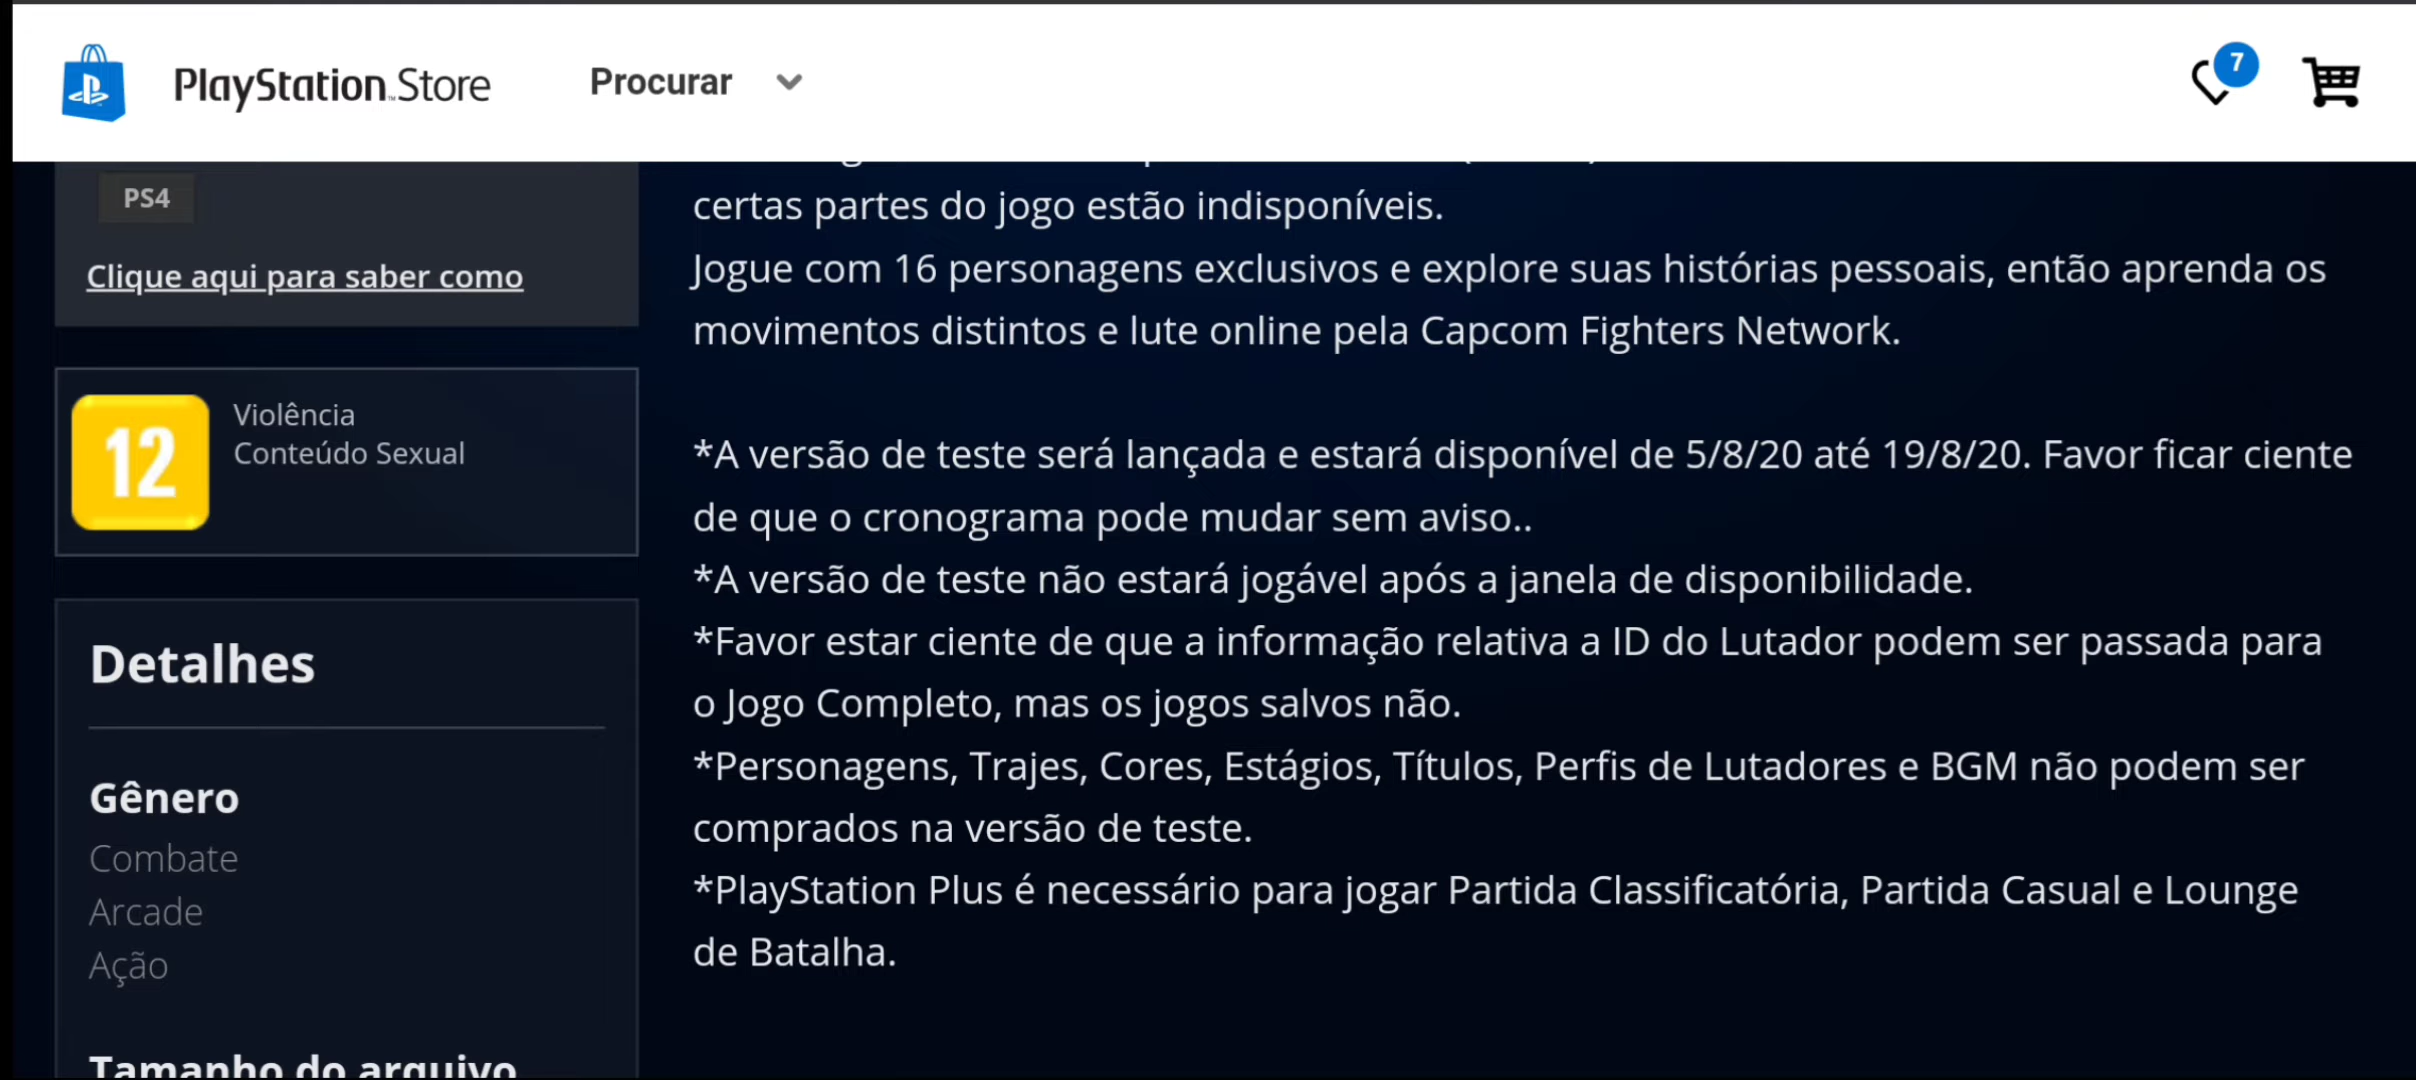 PlayStation Store
Procurar
7
PS4
Clique aqui para saber como
12
Violência
Conteúdo Sexual
Detalhes
Gênero
Combate
Arcade
Ação
Tamanho do arquivo
certas partes do jogo estão indisponíveis.
Jogue com 16 personagens exclusivos e explore suas histórias pessoais, então aprenda os
movimentos distintos e lute online pela Capcom Fighters Network.
*A versão de teste será lançada e estará disponível de 5/8/20 até 19/8/20. Favor ficar ciente
de que o cronograma pode mudar sem aviso..
*A versão de teste não estará jogável após a janela de disponibilidade.
*Favor estar ciente de que a informação relativa a ID do Lutador podem ser passada para
o Jogo Completo, mas os jogos salvos não.
*Personagens, Trajes, Cores, Estágios, Títulos, Perfis de Lutadores e BGM não podem ser
comprados na versão de teste.
*PlayStation Plus é necessário para jogar Partida Classificatória, Partida Casual e Lounge
de Batalha.